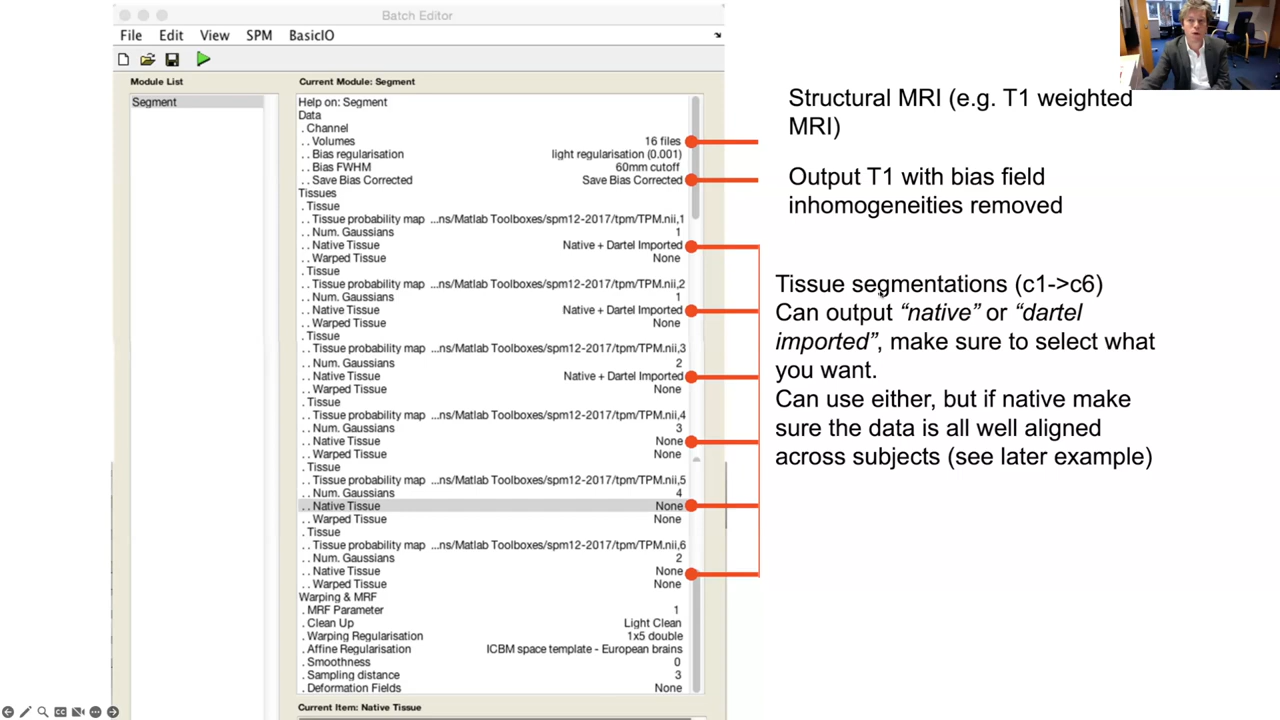 Batch Editor
File Edit View SPM BasicIO
Module List
Segment
Current Module: Segment
Help on: Segment
Data
. Channel
. . Volumes 16 files
. . Bias regularisation light regularisation (0.001)
. . Bias FWHM 60mm cutoff
. . Save Bias Corrected Save Bias Corrected
Tissues
. Tissue
. . Tissue probability map ...ns/Matlab Toolboxes/spm12-2017/tpm/TPM.nii,1
. . Num. Gaussians 1
. . Native Tissue Native + Dartel Imported
. . Warped Tissue None
. Tissue
. . Tissue probability map ...ns/Matlab Toolboxes/spm12-2017/tpm/TPM.nii,2
. . Num. Gaussians 1
. . Native Tissue Native + Dartel Imported
. . Warped Tissue None
. Tissue
. . Tissue probability map ...ns/Matlab Toolboxes/spm12-2017/tpm/TPM.nii,3
. . Num. Gaussians 2
. . Native Tissue Native + Dartel Imported
. . Warped Tissue None
. Tissue
. . Tissue probability map ...ns/Matlab Toolboxes/spm12-2017/tpm/TPM.nii,4
. . Num. Gaussians 3
. . Native Tissue None
. . Warped Tissue None
. Tissue
. . Tissue probability map ...ns/Matlab Toolboxes/spm12-2017/tpm/TPM.nii,5
. . Num. Gaussians 4
. . Native Tissue None
. . Warped Tissue None
. Tissue
. . Tissue probability map ...ns/Matlab Toolboxes/spm12-2017/tpm/TPM.nii,6
. . Num. Gaussians 2
. . Native Tissue None
. . Warped Tissue None
Warping & MRF
. MRF Parameter 1
. Clean Up Light Clean
. Warping Regularisation 1x5 double
. Affine Regularisation ICBM space template - European brains
. Smoothness 0
. Sampling distance 3
. Deformation Fields None
Current Item: Native Tissue
Structural MRI (e.g. T1 weighted
MRI)
Output T1 with bias field
inhomogeneities removed
Tissue segmentations (c1->c6)
Can output “native” or “dartel
imported”, make sure to select what
you want.
Can use either, but if native make
sure the data is all well aligned
across subjects (see later example)